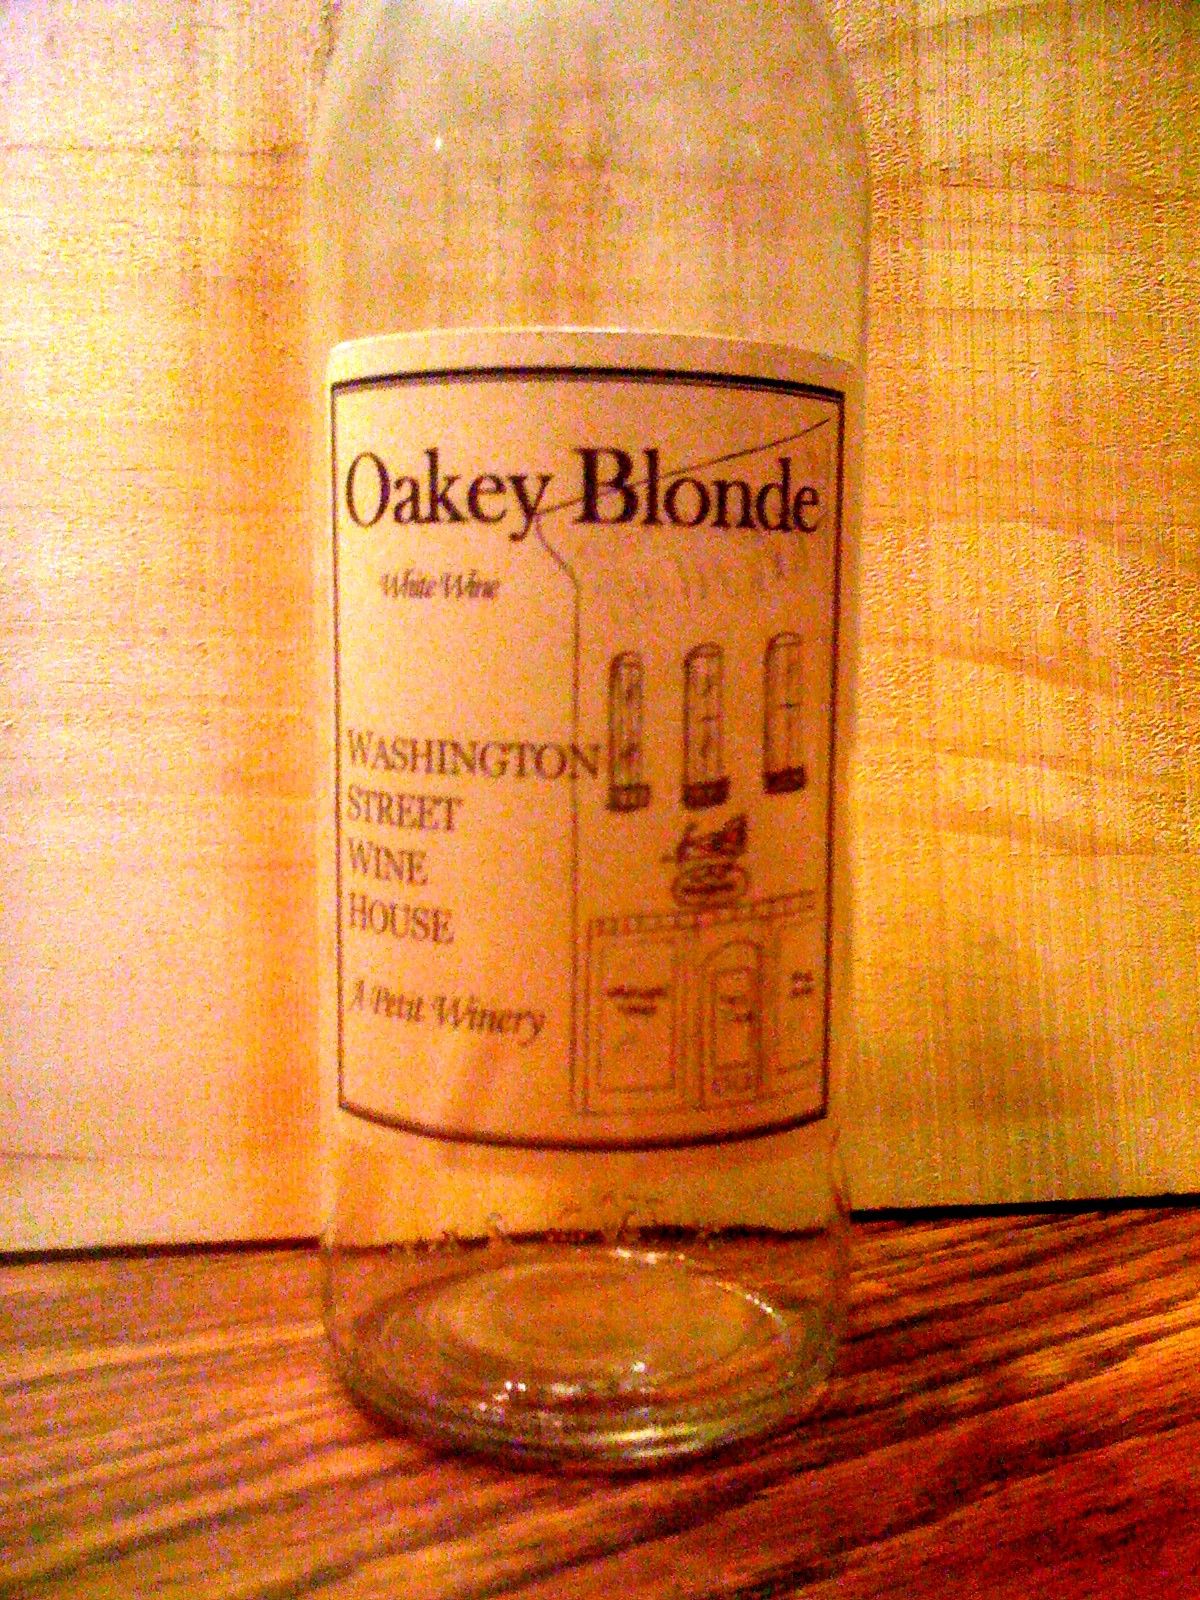 Oakey Blonde
White Wine
WASHINGTON
STREET
WINE
HOUSE
A Petit Winery